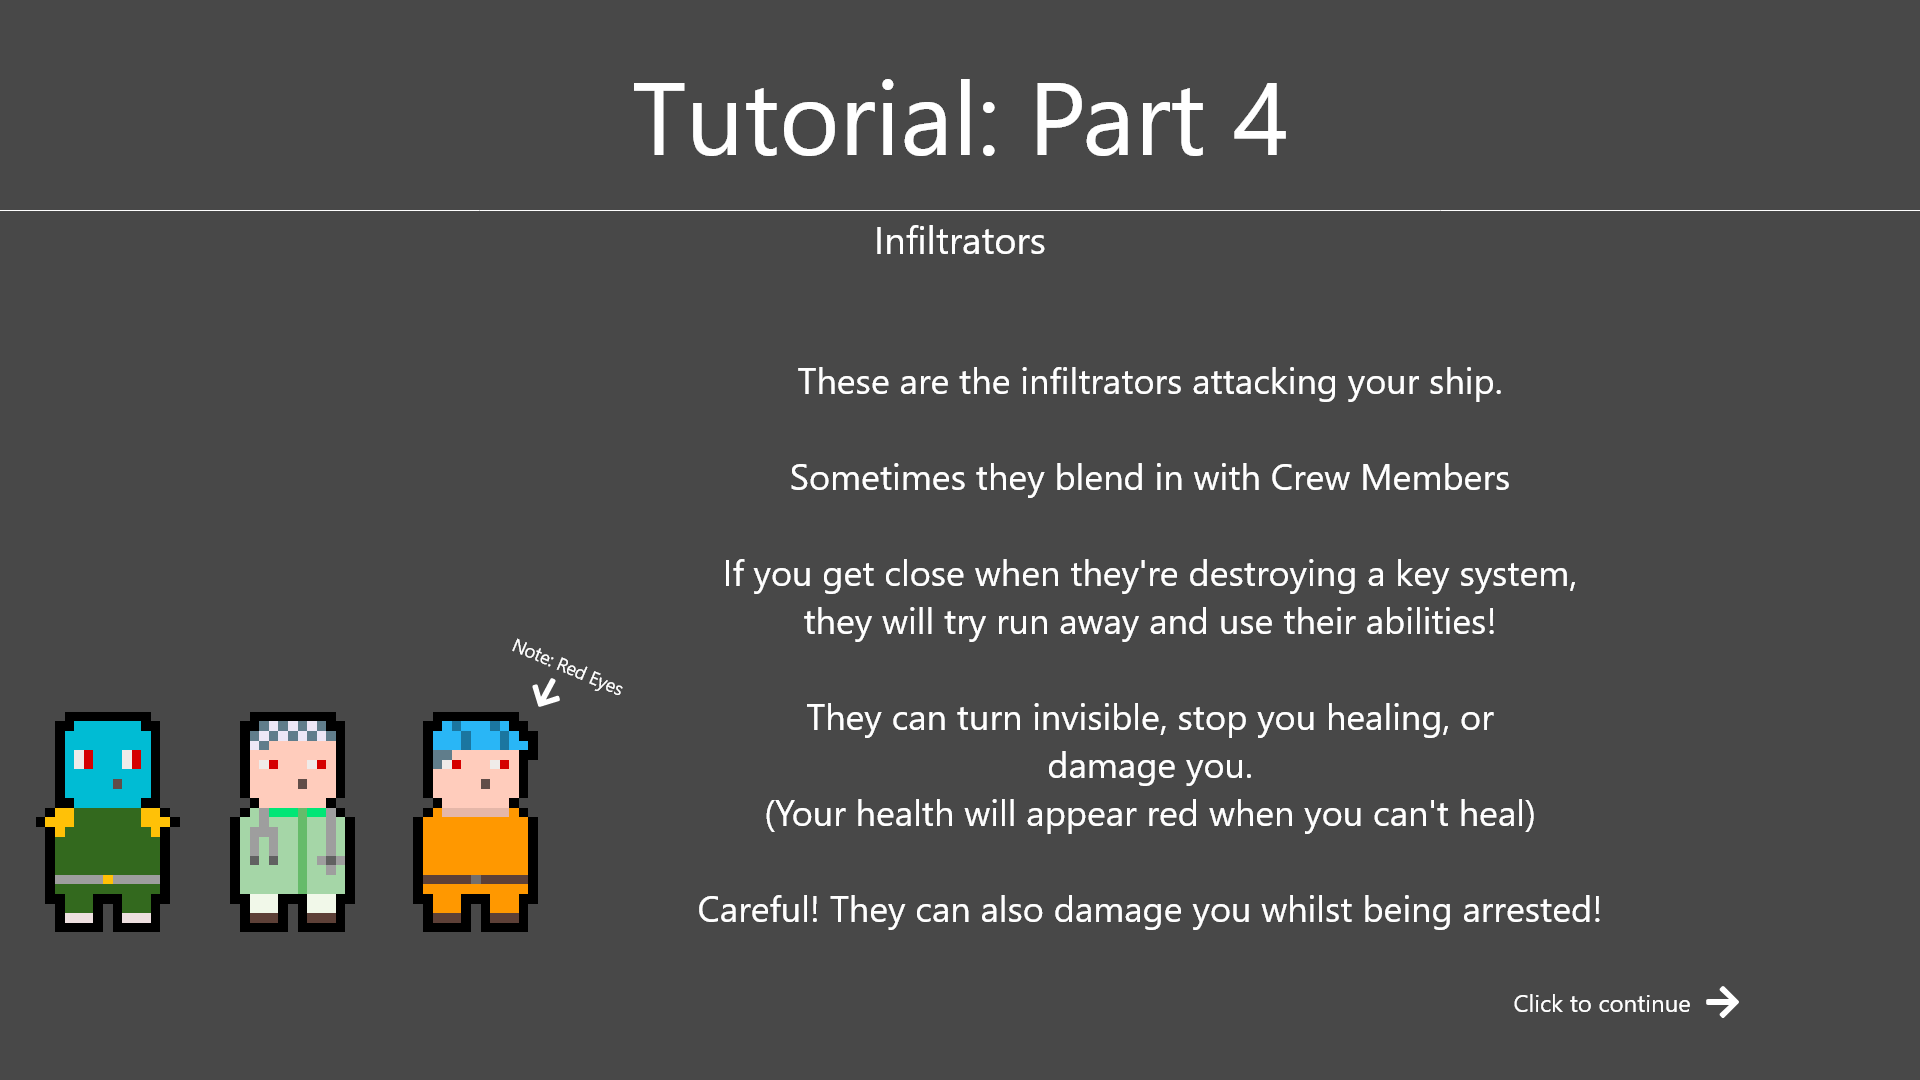 Tutorial: Part 4
Infiltrators
These are the infiltrators attacking your ship.
Sometimes they blend in with Crew Members
If you get close when they're destroying a key system,
they will try run away and use their abilities!
They can turn invisible, stop you healing, or
damage you.
(Your health will appear red when you can't heal)
Careful! They can also damage you whilst being arrested!
Note: Red Eyes
Click to continue